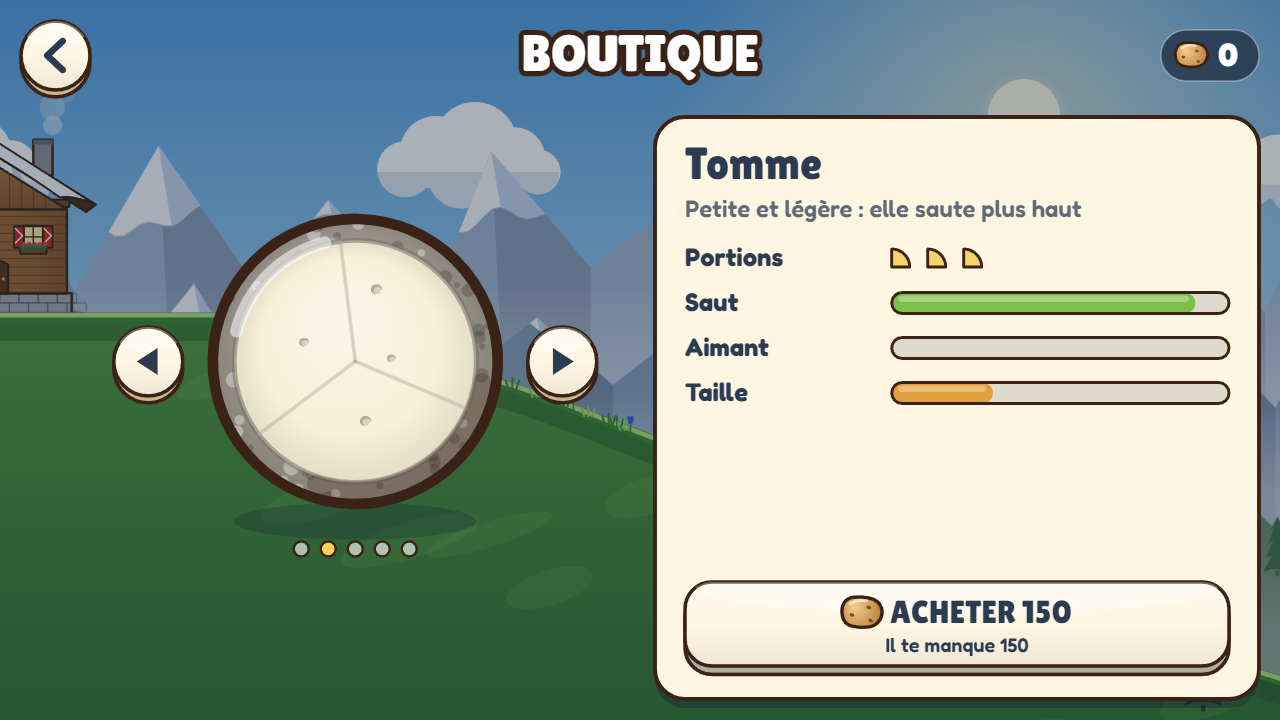 BOUTIQUE
0
Tomme
Petite et légère : elle saute plus haut
Portions
Saut
Aimant
Taille
ACHETER 150
Il te manque 150